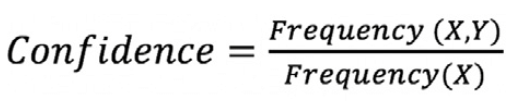 Confidence = Frequency (X,Y) / Frequency(X)